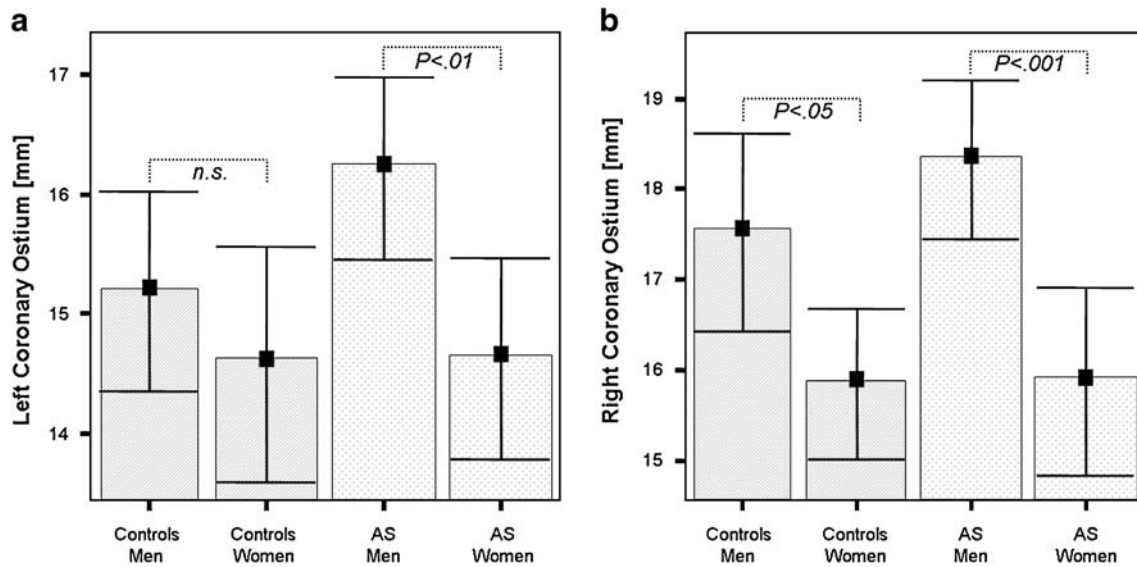 a
Left Coronary Ostium [mm]
17
16
15
14
n.s.
P<.01
Controls Men
Controls Women
AS Men
AS Women
b
Right Coronary Ostium [mm]
19
18
17
16
15
P<.05
P<.001
Controls Men
Controls Women
AS Men
AS Women